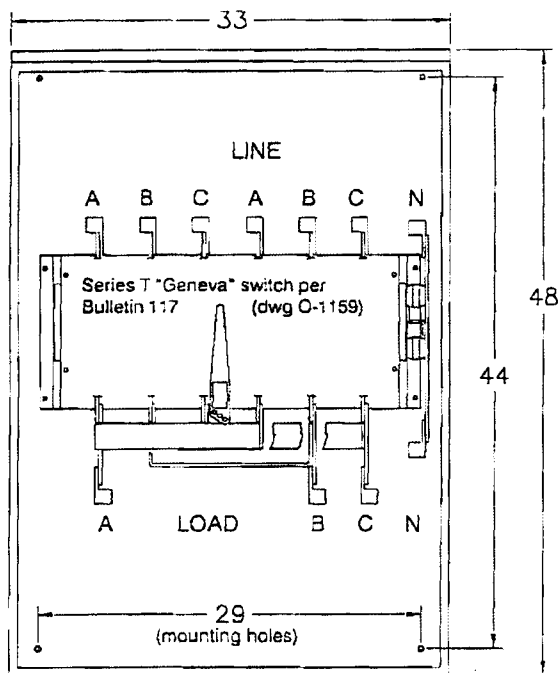 33
LINE
A B C A B C N
Series T "Geneva" switch per
Bulletin 117 (dwg O-1159)
48
44
A LOAD B C N
29
(mounting holes)